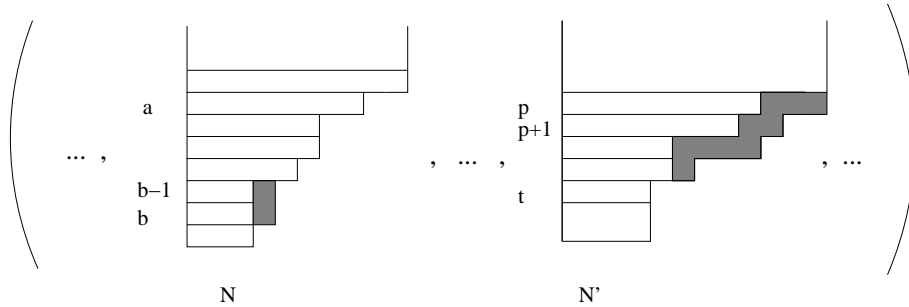 a p
p+1
... , , ... , , ...
b−1
b t
N N'